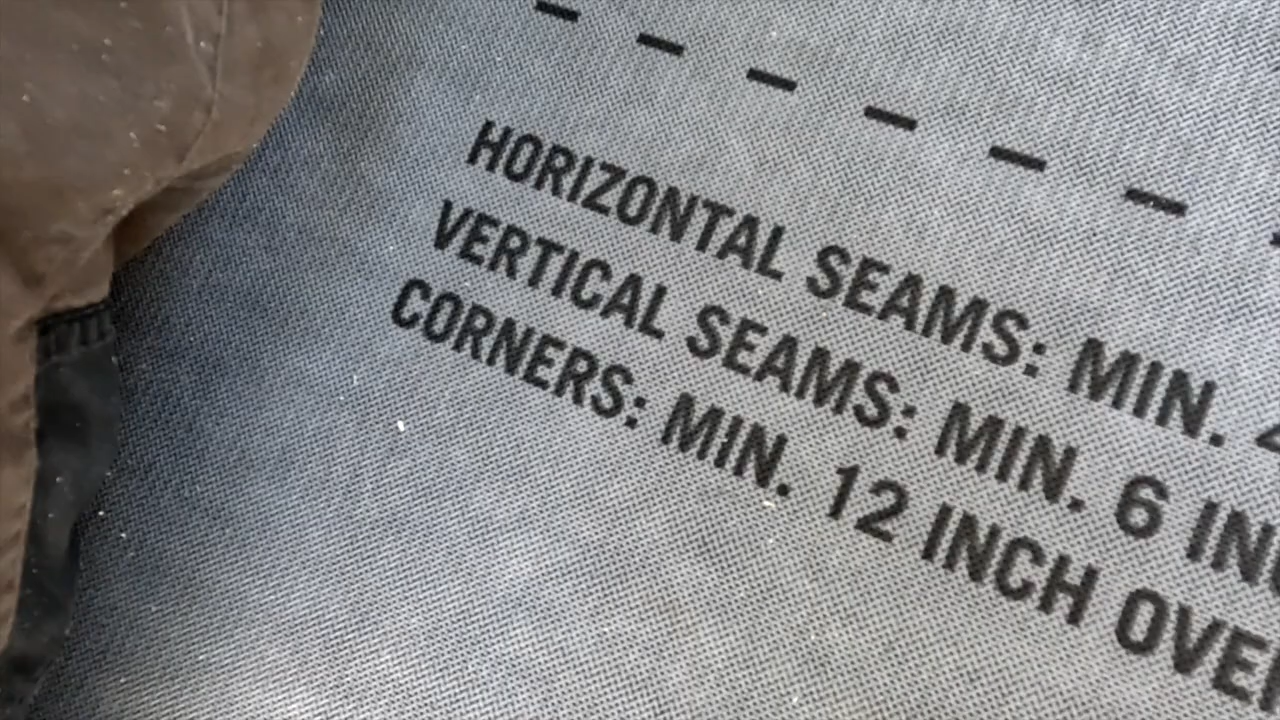 HORIZONTAL SEAMS: MIN.
VERTICAL SEAMS: MIN. 6
CORNERS: MIN. 12 INCH